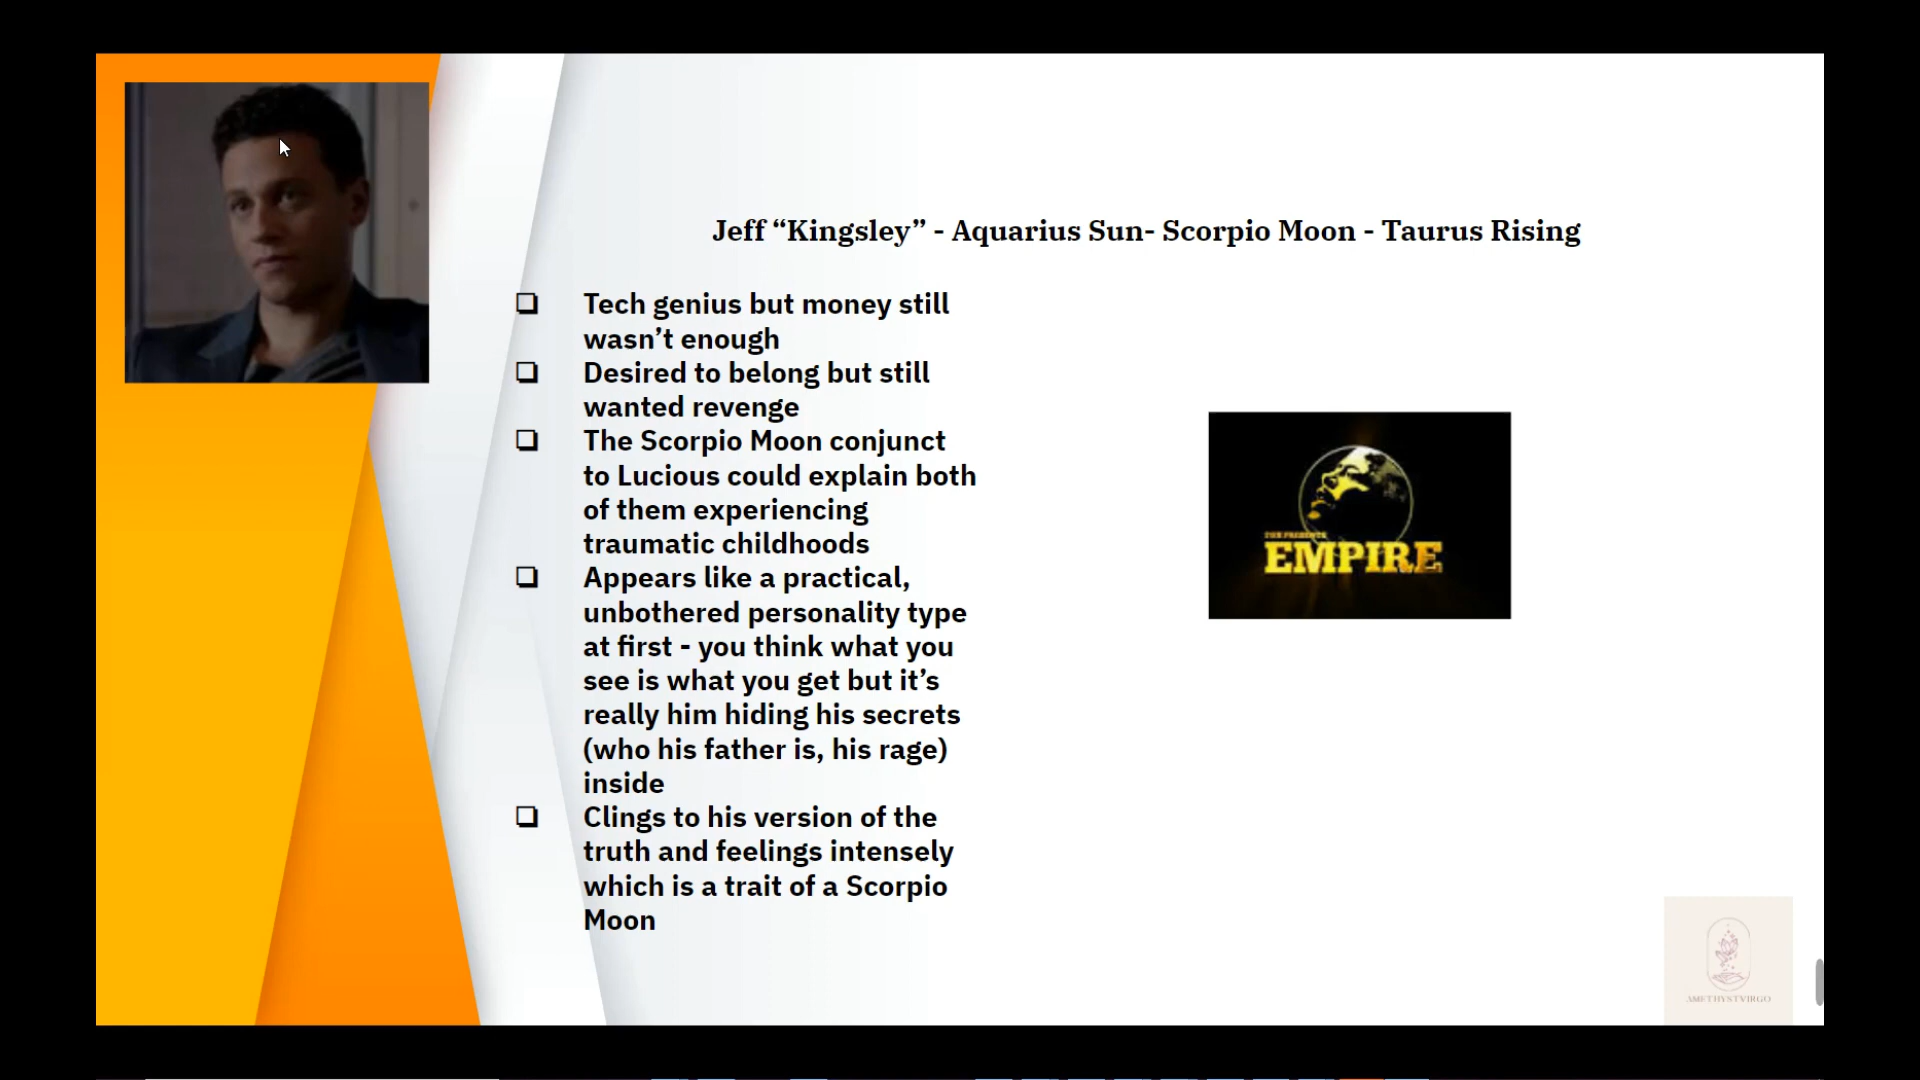 Jeff “Kingsley” - Aquarius Sun- Scorpio Moon - Taurus Rising
❏ Tech genius but money still
wasn’t enough
❏ Desired to belong but still
wanted revenge
❏ The Scorpio Moon conjunct
to Lucious could explain both
of them experiencing
traumatic childhoods
❏ Appears like a practical,
unbothered personality type
at first - you think what you
see is what you get but it’s
really him hiding his secrets
(who his father is, his rage)
inside
❏ Clings to his version of the
truth and feelings intensely
which is a trait of a Scorpio
Moon
EMPIRE
AMETHYSTVIRGO